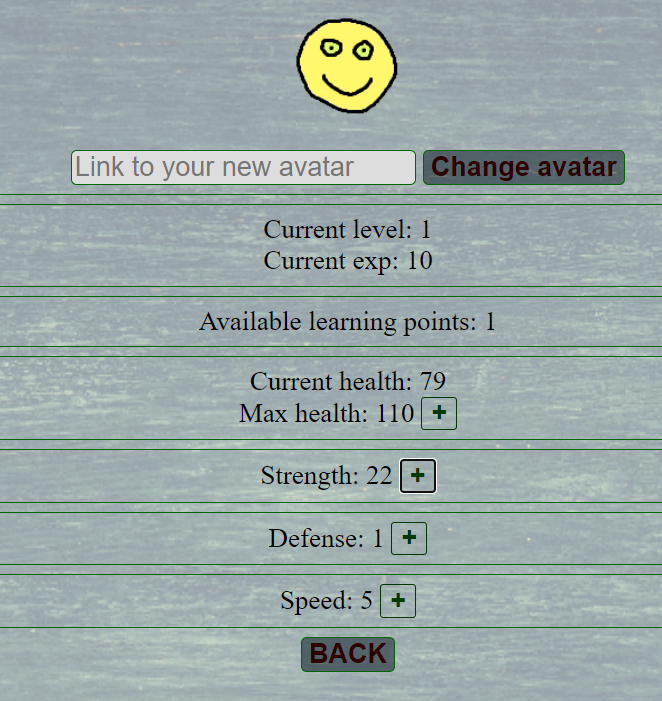 Link to your new avatar Change avatar
Current level: 1
Current exp: 10
Available learning points: 1
Current health: 79
Max health: 110 +
Strength: 22 +
Defense: 1 +
Speed: 5 +
BACK